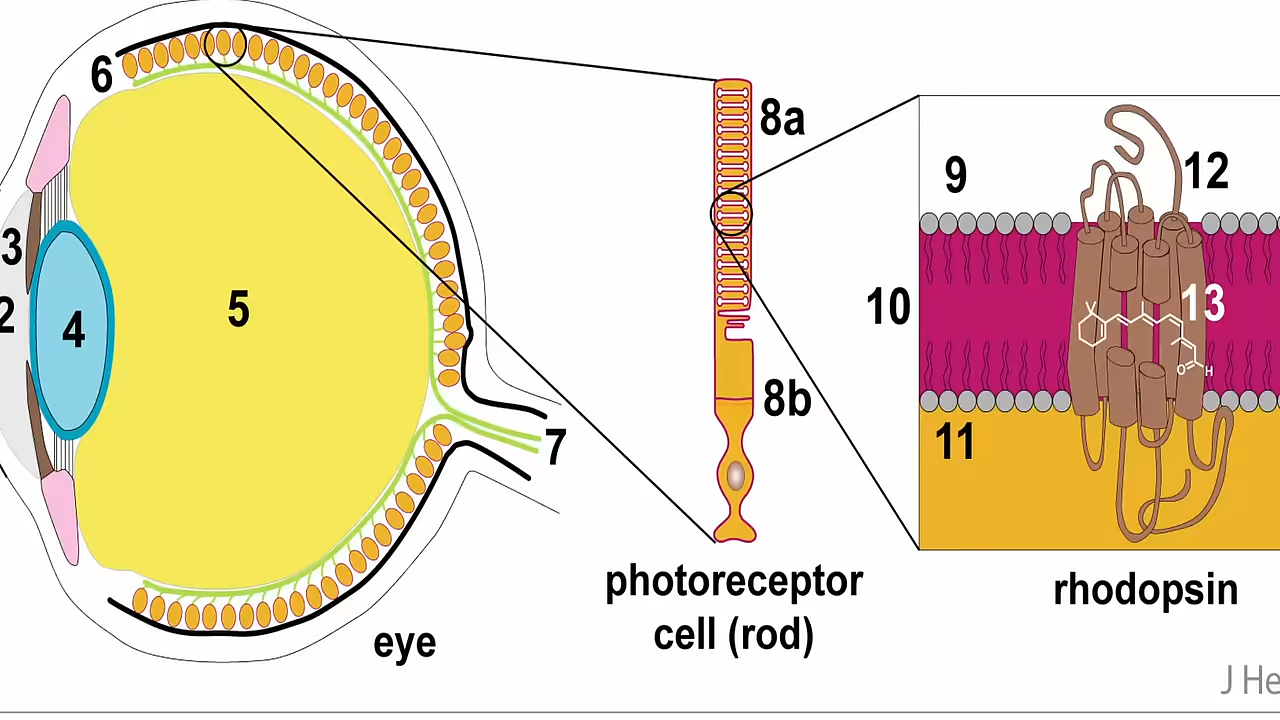 6
8a
9
12
3
2
4
5
10
13
O
H
8b
11
7
photoreceptor
cell (rod)
rhodopsin
eye
J He